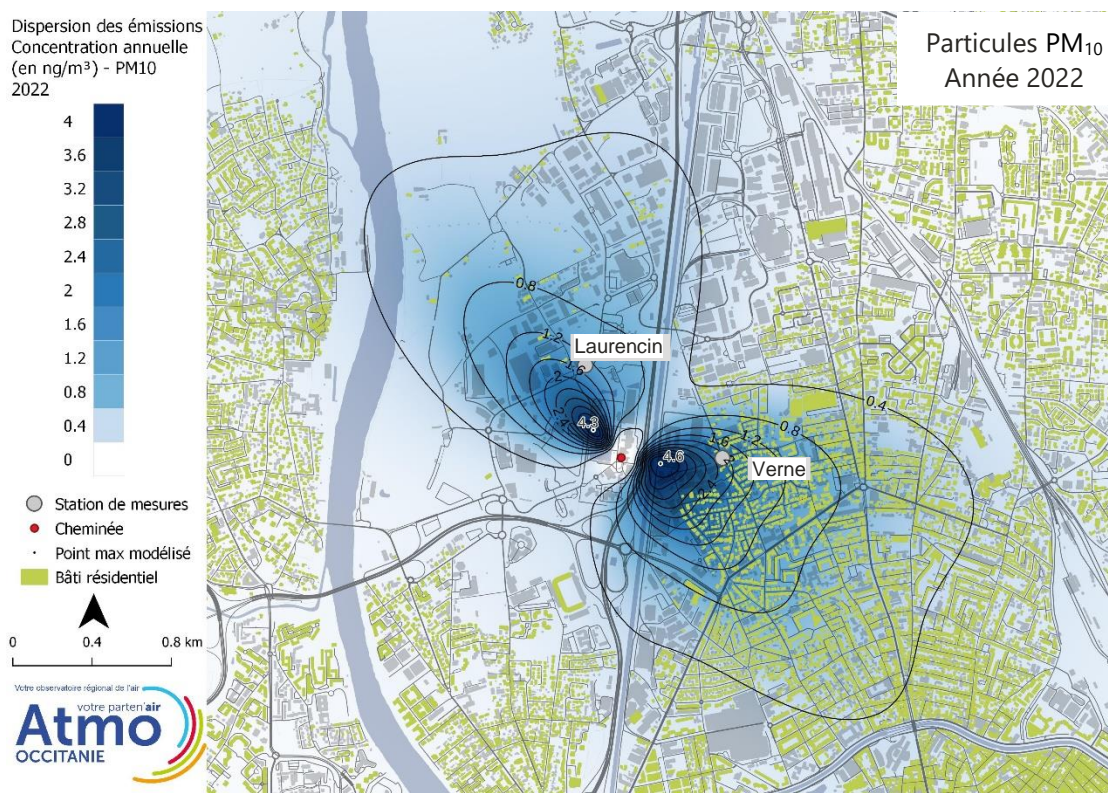 Dispersion des émissions
Concentration annuelle
(en ng/m³) - PM10
2022
4
3.6
3.2
2.8
2.4
2
1.6
1.2
0.8
0.4
0
Station de mesures
Cheminée
Point max modélisé
Bâti résidentiel
0 0.4 0.8 km
Votre observatoire régional de l'air
votre parten'air
Atmo
OCCITANIE
Particules PM₁₀
Année 2022
0.8
1.2
Laurencin
1.6
2
2.4
4.3
0.4
0.8
1.2
1.6
4.6
2
Verne